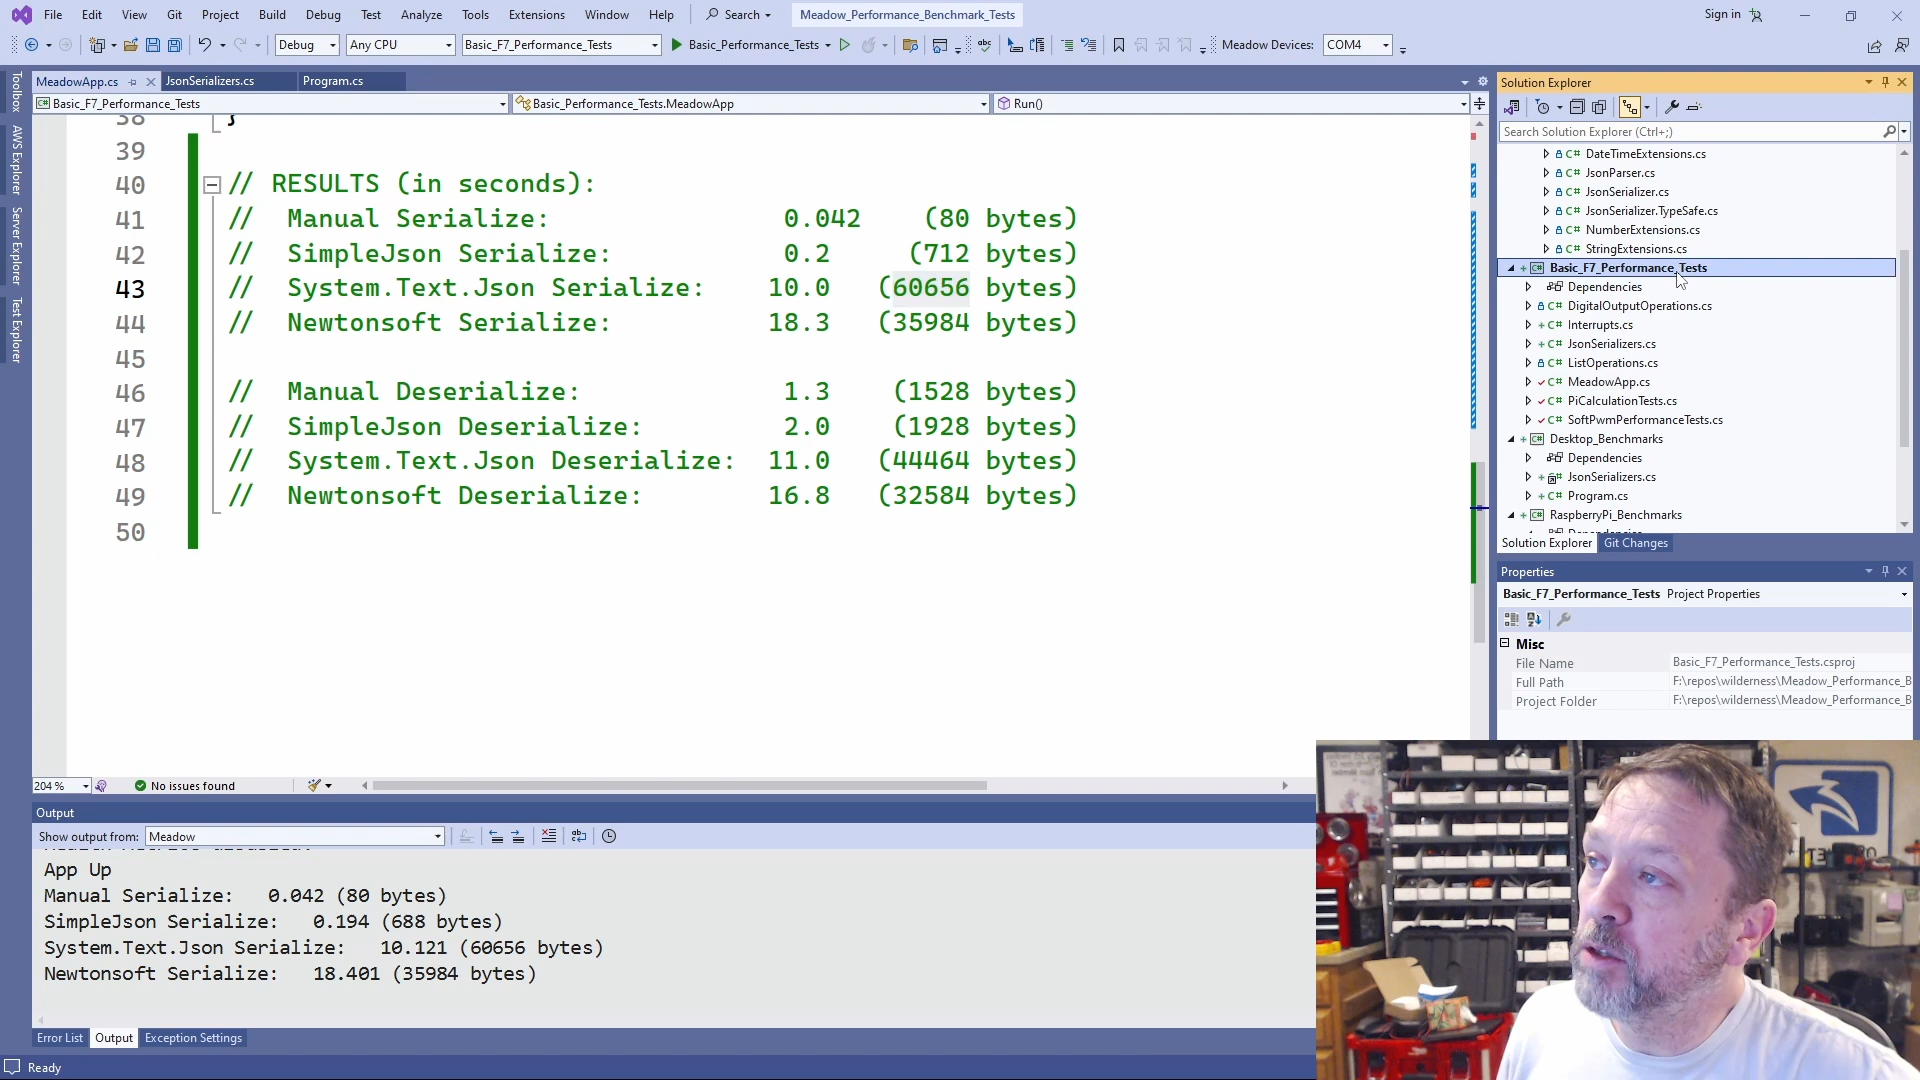 File Edit View Git Project Build Debug Test Analyze Tools Extensions Window Help Search Meadow_Performance_Benchmark_Tests Sign in
Debug Any CPU Basic_F7_Performance_Tests Basic_Performance_Tests Meadow Devices: COM4
Toolbox
AWS Explorer
Server Explorer
Test Explorer
MeadowApp.cs JsonSerializers.cs Program.cs
Basic_F7_Performance_Tests Basic_Performance_Tests.MeadowApp Run()
38 }
39
40 // RESULTS (in seconds):
41 // Manual Serialize: 0.042 (80 bytes)
42 // SimpleJson Serialize: 0.2 (712 bytes)
43 // System.Text.Json Serialize: 10.0 (60656 bytes)
44 // Newtonsoft Serialize: 18.3 (35984 bytes)
45
46 // Manual Deserialize: 1.3 (1528 bytes)
47 // SimpleJson Deserialize: 2.0 (1928 bytes)
48 // System.Text.Json Deserialize: 11.0 (44464 bytes)
49 // Newtonsoft Deserialize: 16.8 (32584 bytes)
50
204 % No issues found
Output
Show output from: Meadow
App Up
Manual Serialize: 0.042 (80 bytes)
SimpleJson Serialize: 0.194 (688 bytes)
System.Text.Json Serialize: 10.121 (60656 bytes)
Newtonsoft Serialize: 18.401 (35984 bytes)
Error List Output Exception Settings
Ready
Solution Explorer
Search Solution Explorer (Ctrl+;)
C# DateTimeExtensions.cs
C# JsonParser.cs
C# JsonSerializer.cs
C# JsonSerializer.TypeSafe.cs
C# NumberExtensions.cs
C# StringExtensions.cs
C# Basic_F7_Performance_Tests
Dependencies
C# DigitalOutputOperations.cs
C# Interrupts.cs
C# JsonSerializers.cs
C# ListOperations.cs
C# MeadowApp.cs
C# PiCalculationTests.cs
C# SoftPwmPerformanceTests.cs
C# Desktop_Benchmarks
Dependencies
JsonSerializers.cs
C# Program.cs
C# RaspberryPi_Benchmarks
Dependencies
Solution Explorer Git Changes
Properties
Basic_F7_Performance_Tests Project Properties
Misc
File Name Basic_F7_Performance_Tests.csproj
Full Path F:\repos\wilderness\Meadow_Performance_B
Project Folder F:\repos\wilderness\Meadow_Performance_B